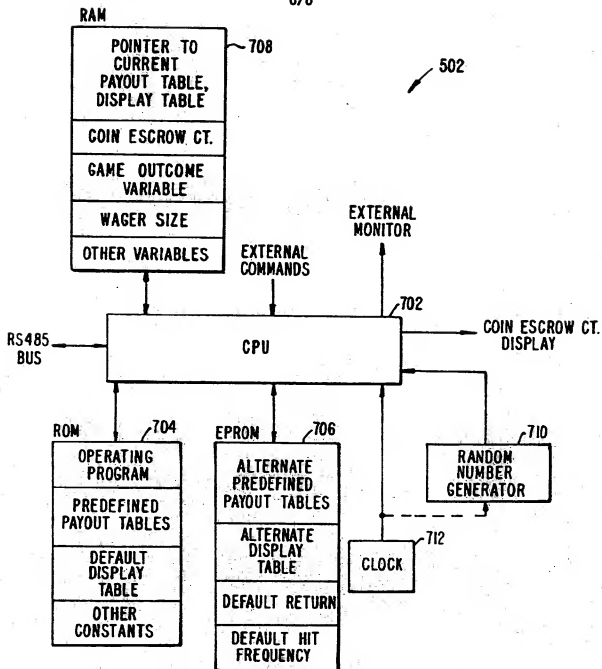 RAM
708
POINTER TO
CURRENT
PAYOUT TABLE,
DISPLAY TABLE
COIN ESCROW CT.
GAME OUTCOME
VARIABLE
WAGER SIZE
OTHER VARIABLES
502
EXTERNAL
COMMANDS
EXTERNAL
MONITOR
702
CPU
RS485
BUS
COIN ESCROW CT.
DISPLAY
ROM
704
OPERATING
PROGRAM
PREDEFINED
PAYOUT TABLES
DEFAULT
DISPLAY
TABLE
OTHER
CONSTANTS
EPROM
706
ALTERNATE
PREDEFINED
PAYOUT TABLES
ALTERNATE
DISPLAY
TABLE
DEFAULT RETURN
DEFAULT HIT
FREQUENCY
710
RANDOM
NUMBER
GENERATOR
712
CLOCK